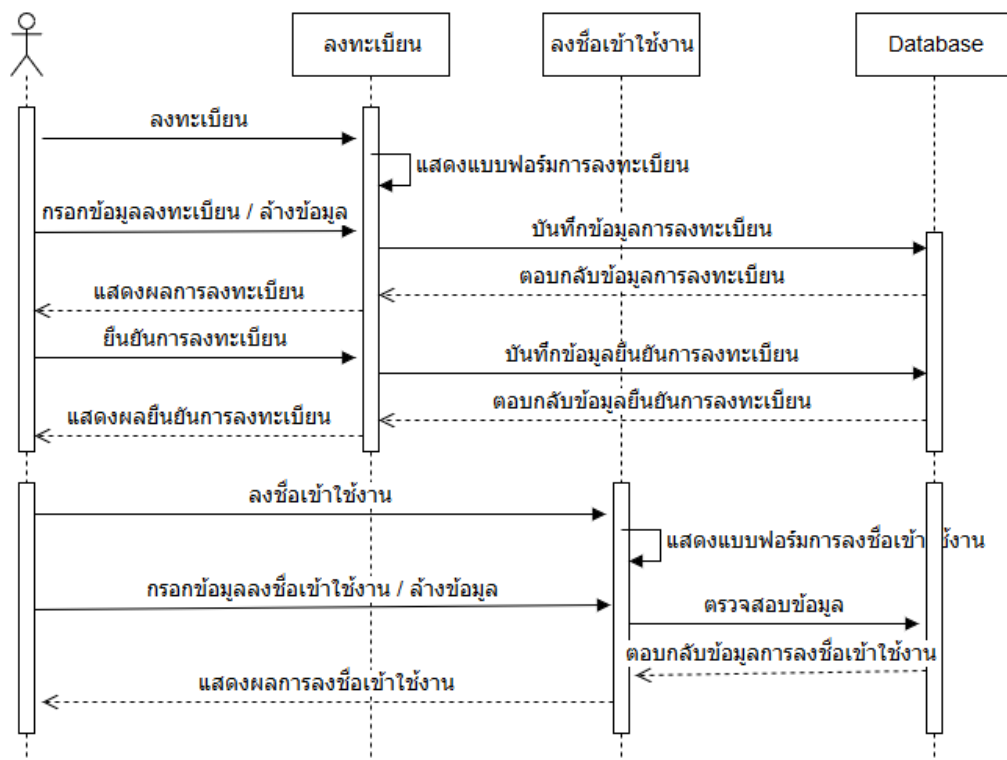 ลงทะเบียน
ลงชื่อเข้าใช้งาน
Database
ลงทะเบียน
แสดงแบบฟอร์มการลงทะเบียน
กรอกข้อมูลลงทะเบียน / ล้างข้อมูล
บันทึกข้อมูลการลงทะเบียน
ตอบกลับข้อมูลการลงทะเบียน
แสดงผลการลงทะเบียน
ยืนยันการลงทะเบียน
บันทึกข้อมูลยืนยันการลงทะเบียน
ตอบกลับข้อมูลยืนยันการลงทะเบียน
แสดงผลยืนยันการลงทะเบียน
ลงชื่อเข้าใช้งาน
แสดงแบบฟอร์มการลงชื่อเข้าใช้งาน
กรอกข้อมูลลงชื่อเข้าใช้งาน / ล้างข้อมูล
ตรวจสอบข้อมูล
ตอบกลับข้อมูลการลงชื่อเข้าใช้งาน
แสดงผลการลงชื่อเข้าใช้งาน